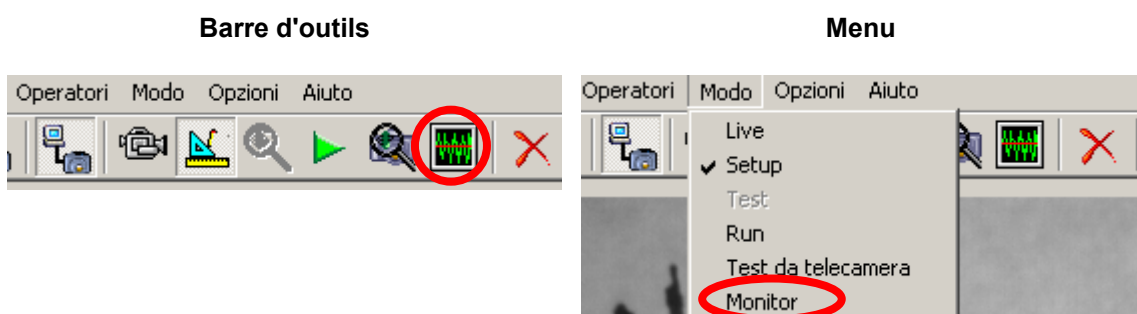 Barre d'outils
Menu
Operatori Modo Opzioni Aiuto
Operatori Modo Opzioni Aiuto
Live
Setup
Test
Run
Test da telecamera
Monitor